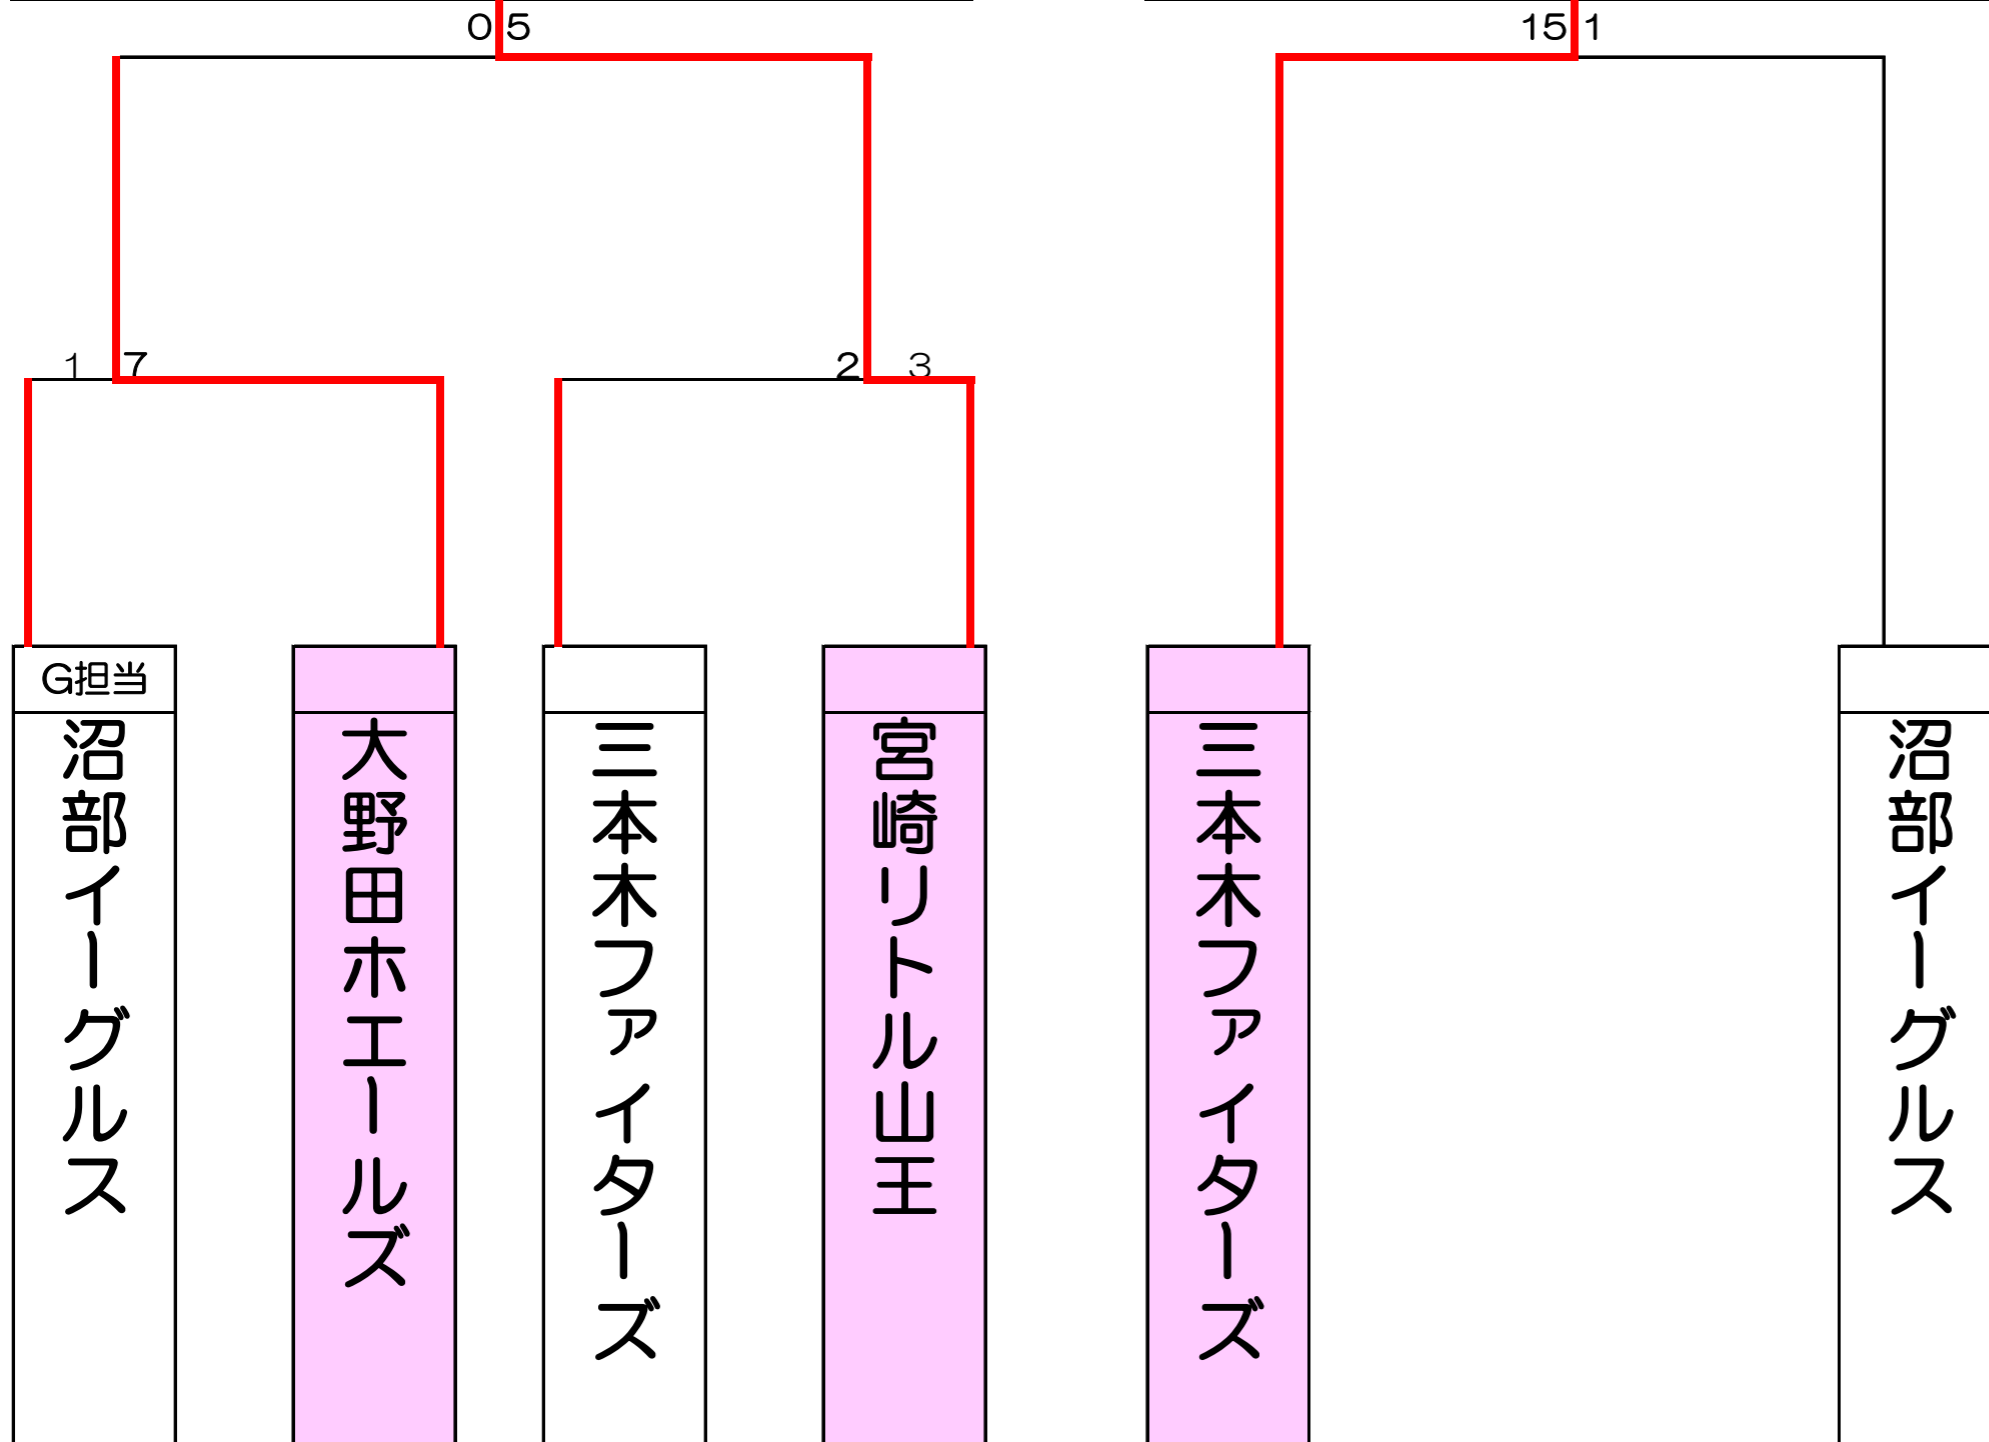 0 5
15 1
1 7
2 3
G担当
沼部イーグルス
大野田ホエールズ
三本木ファイターズ
宮崎リトル山王
三本木ファイターズ
沼部イーグルス